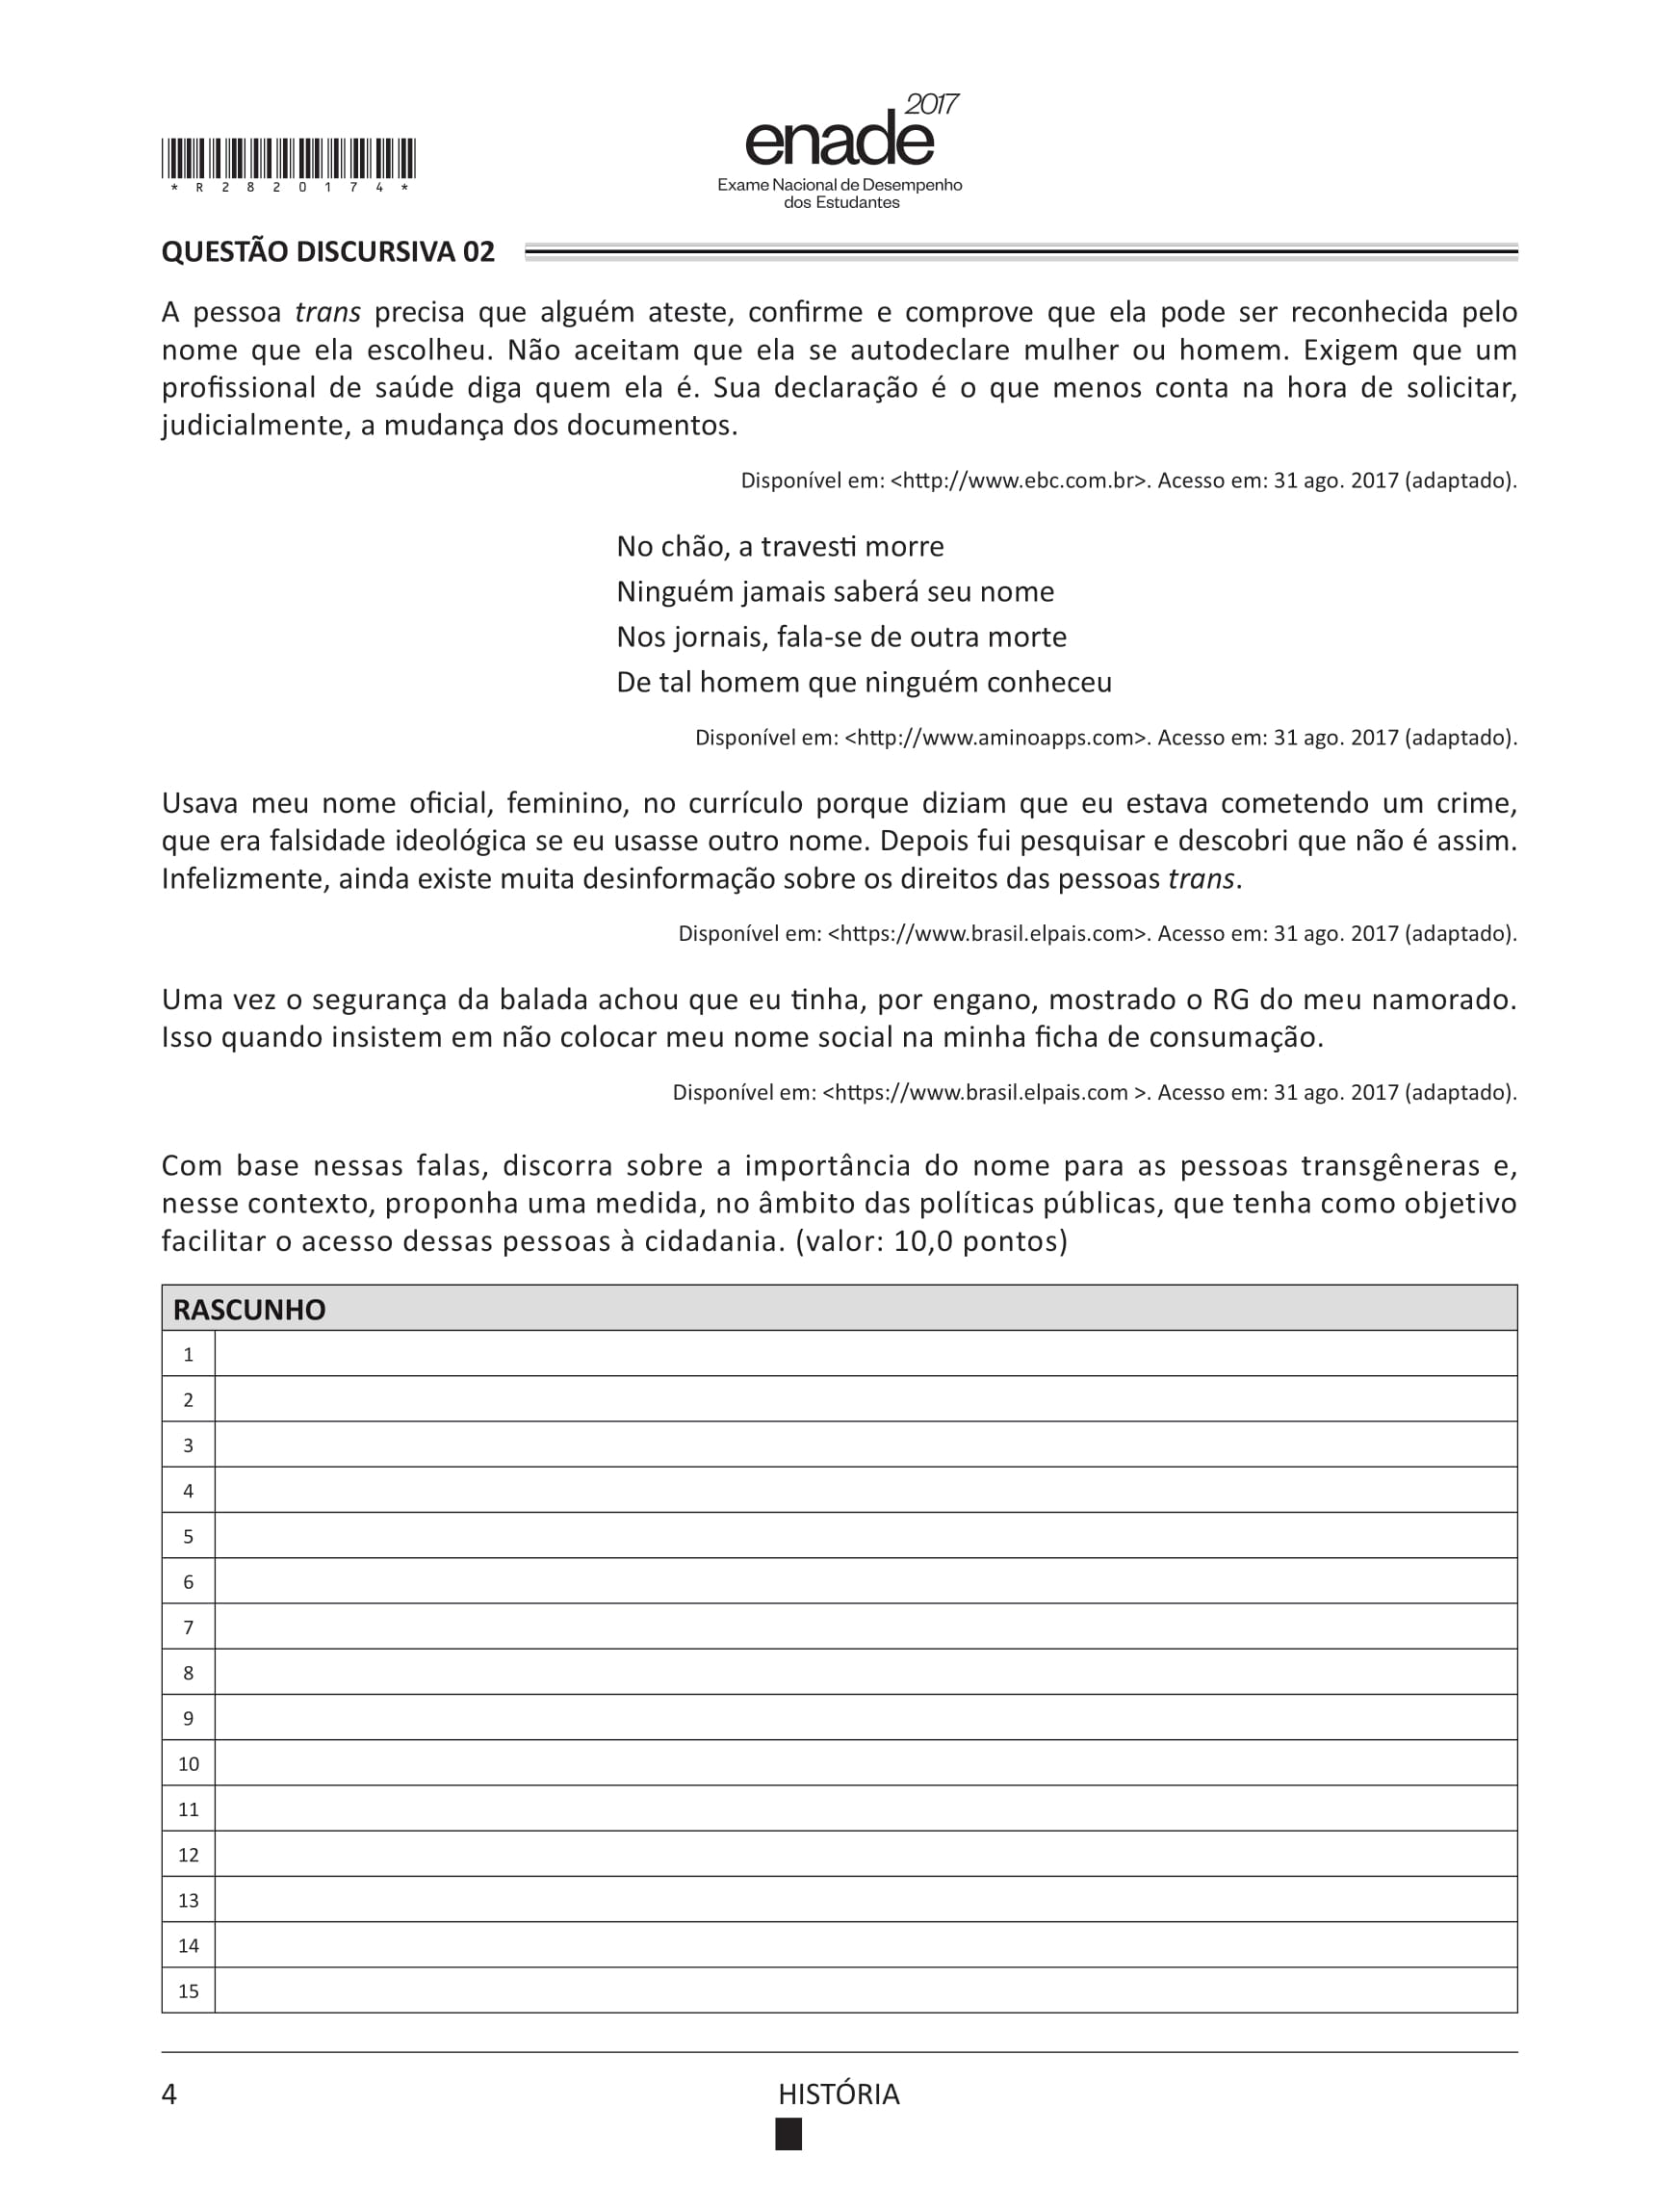 2017
enade
Exame Nacional de Desempenho
dos Estudantes
*R2820174*
QUESTÃO DISCURSIVA 02
A pessoa trans precisa que alguém ateste, confirme e comprove que ela pode ser reconhecida pelo
nome que ela escolheu. Não aceitam que ela se autodeclare mulher ou homem. Exigem que um
profissional de saúde diga quem ela é. Sua declaração é o que menos conta na hora de solicitar,
judicialmente, a mudança dos documentos.
Disponível em: <http://www.ebc.com.br>. Acesso em: 31 ago. 2017 (adaptado).
No chão, a travesti morre
Ninguém jamais saberá seu nome
Nos jornais, fala-se de outra morte
De tal homem que ninguém conheceu
Disponível em: <http://www.aminoapps.com>. Acesso em: 31 ago. 2017 (adaptado).
Usava meu nome oficial, feminino, no currículo porque diziam que eu estava cometendo um crime,
que era falsidade ideológica se eu usasse outro nome. Depois fui pesquisar e descobri que não é assim.
Infelizmente, ainda existe muita desinformação sobre os direitos das pessoas trans.
Disponível em: <https://www.brasil.elpais.com>. Acesso em: 31 ago. 2017 (adaptado).
Uma vez o segurança da balada achou que eu tinha, por engano, mostrado o RG do meu namorado.
Isso quando insistem em não colocar meu nome social na minha ficha de consumação.
Disponível em: <https://www.brasil.elpais.com >. Acesso em: 31 ago. 2017 (adaptado).
Com base nessas falas, discorra sobre a importância do nome para as pessoas transgêneras e,
nesse contexto, proponha uma medida, no âmbito das políticas públicas, que tenha como objetivo
facilitar o acesso dessas pessoas à cidadania. (valor: 10,0 pontos)
RASCUNHO
1
2
3
4
5
6
7
8
9
10
11
12
13
14
15
4
HISTÓRIA